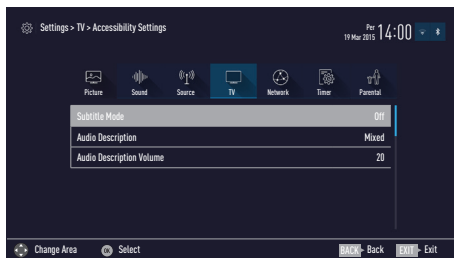 Settings > TV > Accessibility Settings
Per
19 Mar 2015 14:00
Picture Sound Source TV Network Timer Parental
Subtitle Mode Off
Audio Description Mixed
Audio Description Volume 20
Change Area OK Select BACK Back EXIT Exit